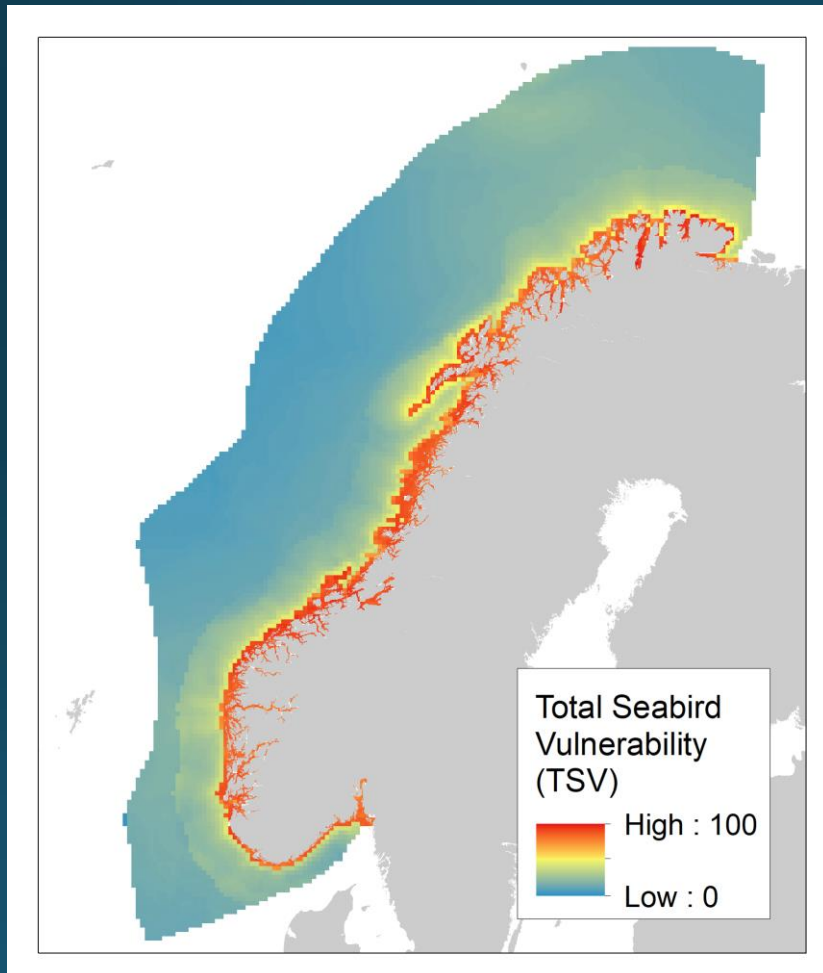 Total Seabird
Vulnerability
(TSV)
High : 100
Low : 0